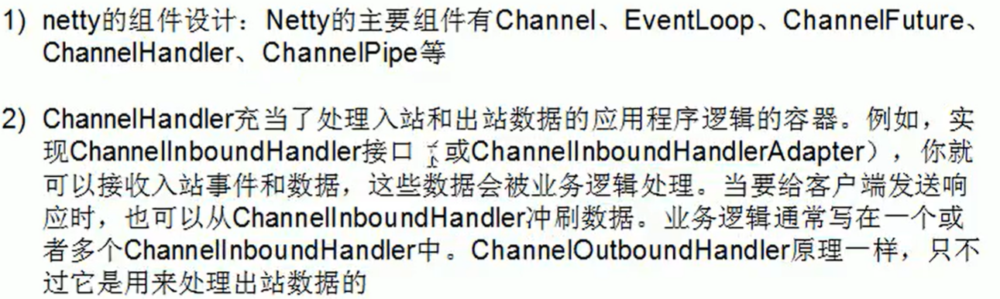 1) netty的组件设计：Netty的主要组件有Channel、EventLoop、ChannelFuture、
ChannelHandler、ChannelPipe等
2) ChannelHandler充当了处理入站和出站数据的应用程序逻辑的容器。例如，实
现ChannelInboundHandler接口（或ChannelInboundHandlerAdapter），你就
可以接收入站事件和数据，这些数据会被业务逻辑处理。当要给客户端发送响
应时，也可以从ChannelInboundHandler冲刷数据。业务逻辑通常写在一个或
者多个ChannelInboundHandler中。ChannelOutboundHandler原理一样，只不
过它是用来处理出站数据的